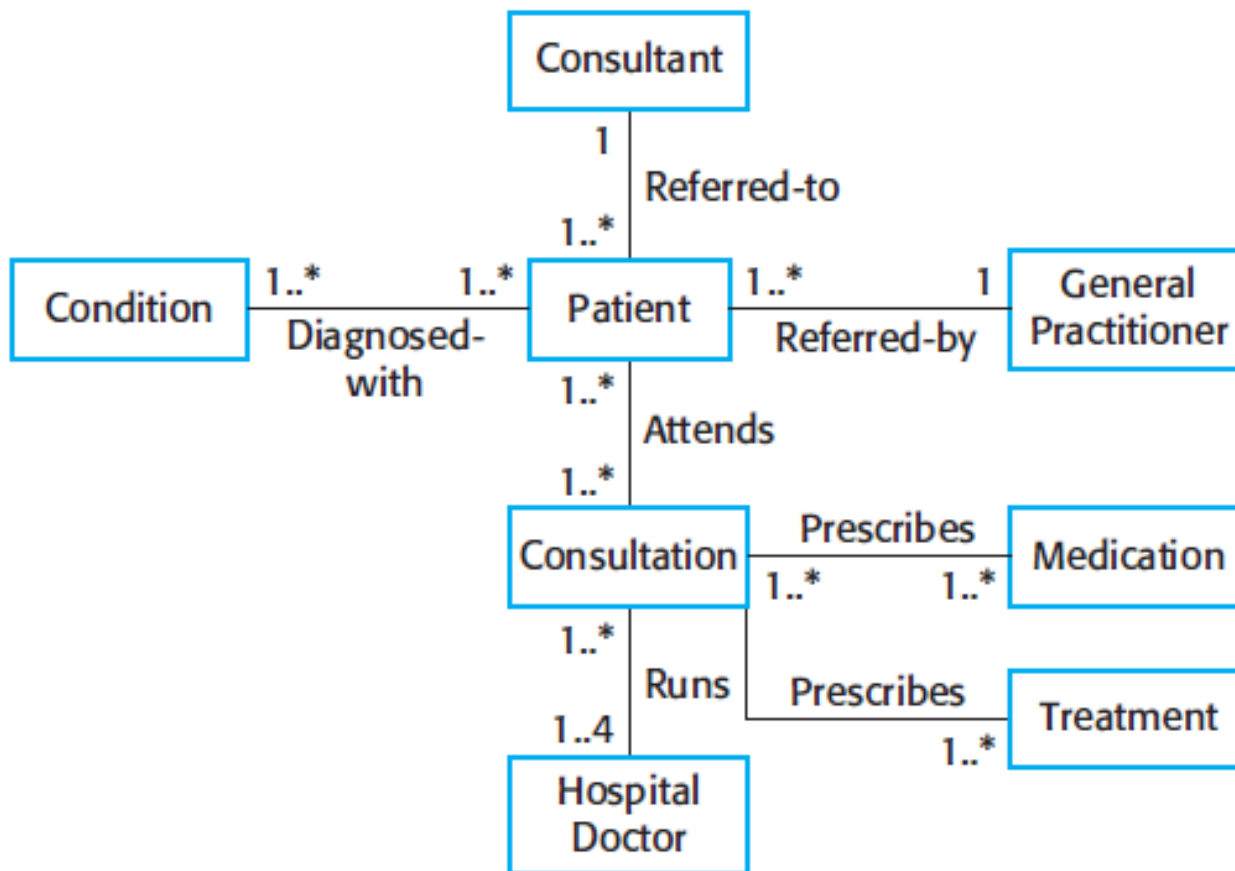 Consultant
1
Referred-to
1..*
Condition
1..*
1..*
Diagnosed-
with
Patient
1..*
1
Referred-by
General
Practitioner
1..*
Attends
1..*
Consultation
Prescribes
1..*
1..*
Medication
1..*
Runs
1..4
Prescribes
1..*
Treatment
Hospital
Doctor